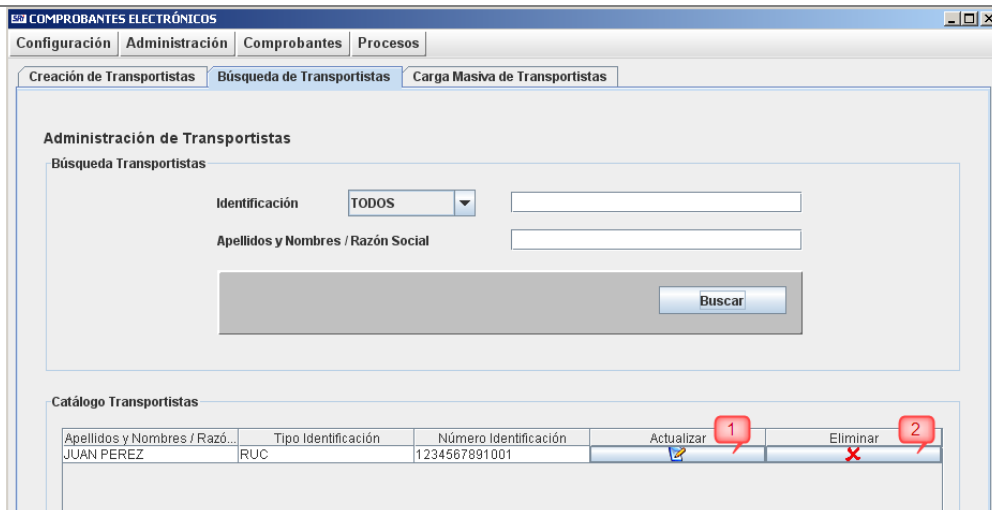 SRI COMPROBANTES ELECTRÓNICOS
Configuración Administración Comprobantes Procesos
Creación de Transportistas Búsqueda de Transportistas Carga Masiva de Transportistas
Administración de Transportistas
Búsqueda Transportistas
Identificación TODOS
Apellidos y Nombres / Razón Social
Buscar
Catálogo Transportistas
Apellidos y Nombres / Razó... Tipo Identificación Número Identificación Actualizar 1 Eliminar 2
JUAN PEREZ RUC 1234567891001